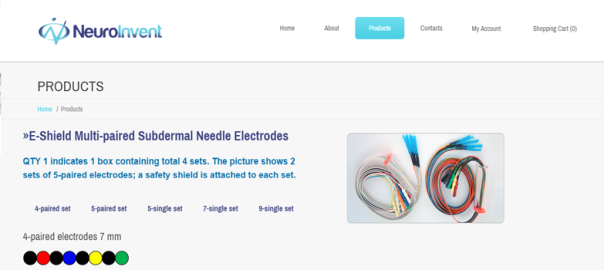 NeuroInvent
Home About Products Contacts My Account Shopping Cart (0)
PRODUCTS
Home / Products
»E-Shield Multi-paired Subdermal Needle Electrodes
QTY 1 indicates 1 box containing total 4 sets. The picture shows 2
sets of 5-paired electrodes; a safety shield is attached to each set.
4-paired set 5-paired set 5-single set 7-single set 9-single set
4-paired electrodes 7 mm